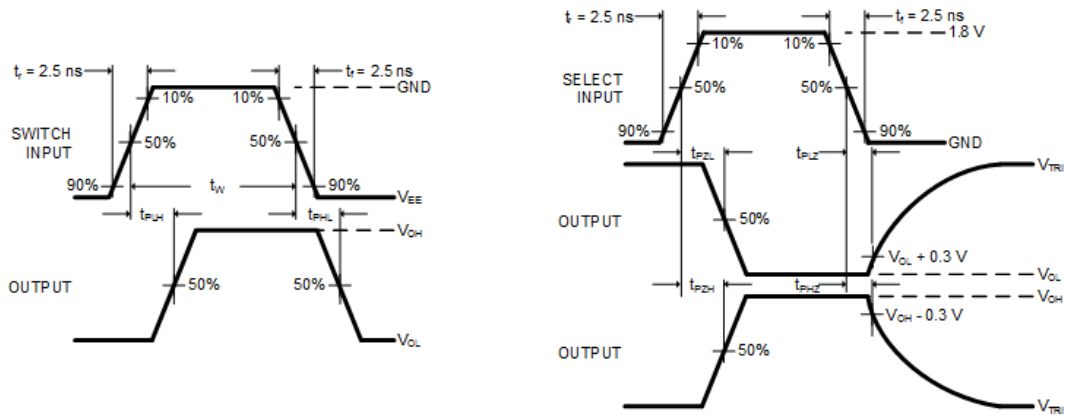 tr = 2.5 ns
tf = 2.5 ns
GND
10%
10%
SWITCH
INPUT
50%
50%
90%
tW
90%
VEE
tPLH
tPHL
VOH
OUTPUT
50%
50%
VOL
tr = 2.5 ns
tf = 2.5 ns
1.8 V
10%
10%
SELECT
INPUT
50%
50%
90%
90%
GND
tPZL
tPLZ
VTRI
OUTPUT
50%
VOL + 0.3 V
VOL
tPZH
tPHZ
VOH
VOH - 0.3 V
OUTPUT
50%
VTRI